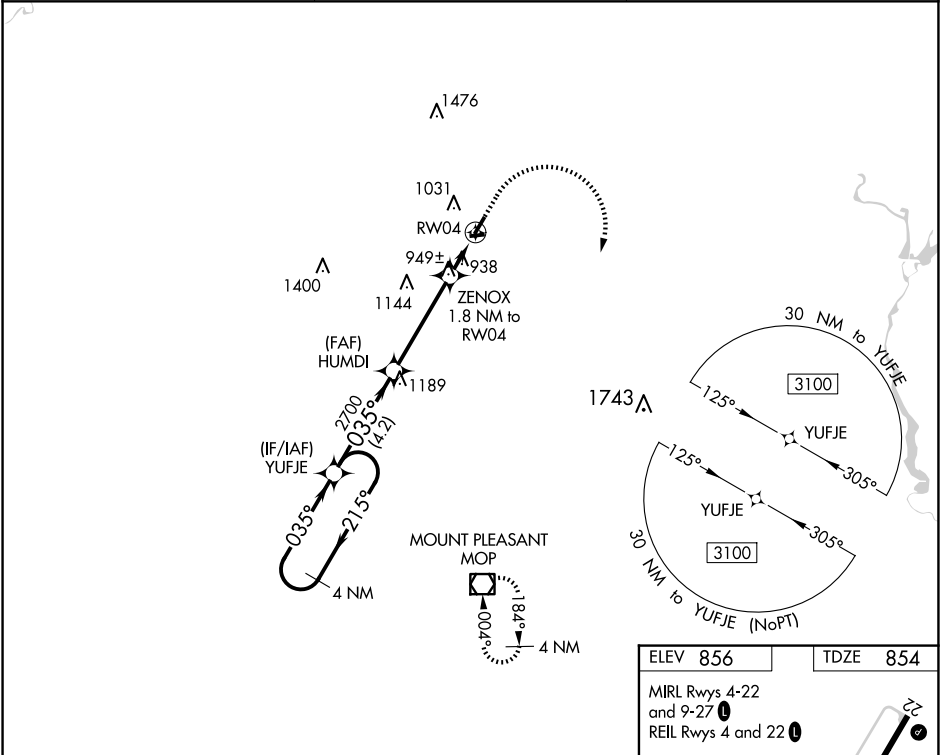 1476
1031
RW04
949±
938
1400
1144
ZENOX
1.8 NM to
RW04
(FAF)
HUMDI
1189
2700
035°
(4.2)
(IF/IAF)
YUFJE
035°
215°
4 NM
MOUNT PLEASANT
MOP
184°
004°
4 NM
1743
30 NM to YUFJE
3100
125°
YUFJE
305°
125°
YUFJE
305°
3100
30 NM to YUFJE (NoPT)
ELEV 856
TDZE 854
MIRL Rwys 4-22
and 9-27 L
REIL Rwys 4 and 22 L
22
P